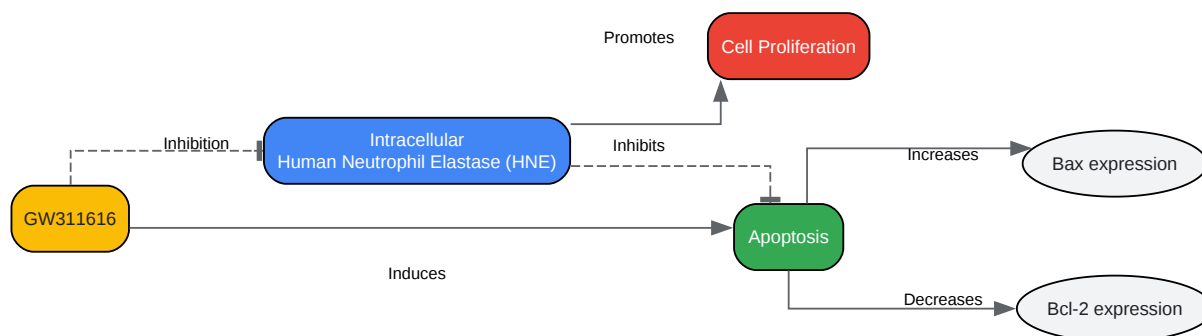 Promotes
Cell Proliferation
Inhibition
Intracellular
Human Neutrophil Elastase (HNE)
Inhibits
Increases
Bax expression
GW311616
Apoptosis
Induces
Decreases
Bcl-2 expression